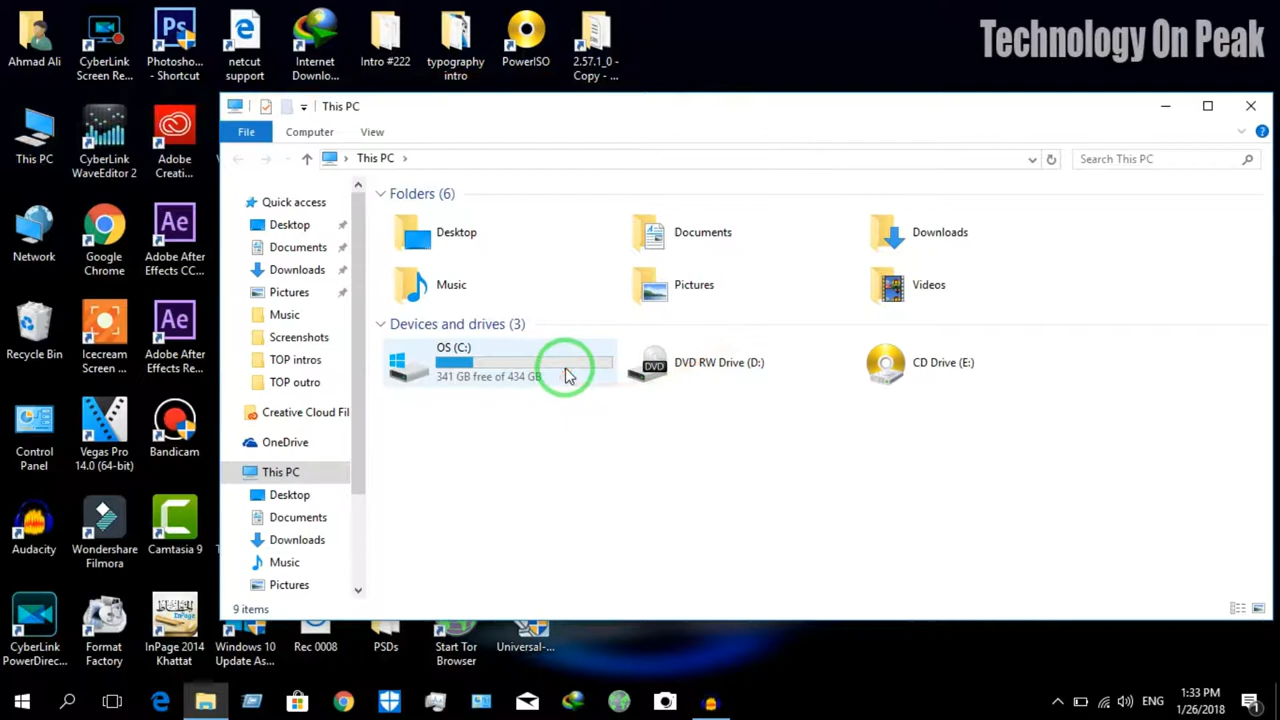 Technology On Peak
Ahmad Ali
CyberLink
Screen Re...
Photosho...
- Shortcut
netcut
support
Internet
Downlo...
Intro #222
typography
intro
PowerISO
2.57.1_0 -
Copy - ...
This PC
File
Computer
View
This PC
Search This PC
This PC
CyberLink
WaveEditor 2
Adobe
Creati...
Network
Google
Chrome
Adobe After
Effects CC...
Recycle Bin
Icecream
Screen ...
Adobe After
Effects Re...
Control
Panel
Vegas Pro
14.0 (64-bit)
Bandicam
Audacity
Wondershare
Filmora
Camtasia 9
CyberLink
PowerDirec...
Format
Factory
InPage 2014
Khattat
Windows 10
Update As...
Rec 0008
PSDs
Start Tor
Browser
Universal-...
Quick access
Desktop
Documents
Downloads
Pictures
Music
Screenshots
TOP intros
TOP outro
Creative Cloud Fil
OneDrive
This PC
Desktop
Documents
Downloads
Music
Pictures
Folders (6)
Desktop
Documents
Downloads
Music
Pictures
Videos
Devices and drives (3)
OS (C:)
341 GB free of 434 GB
DVD RW Drive (D:)
CD Drive (E:)
9 items
ENG
1:33 PM
1/26/2018